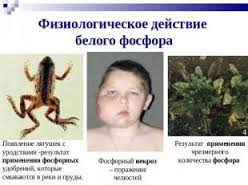 Физиологическое действие
белого фосфора
Появление лягушек с
уродствами -результат
применения фосфорных
удобрений, которые
смываются в реки и пруды.
Фосфорный некроз
– поражение
челюстей
Результат применения
чрезмерного
количества фосфора